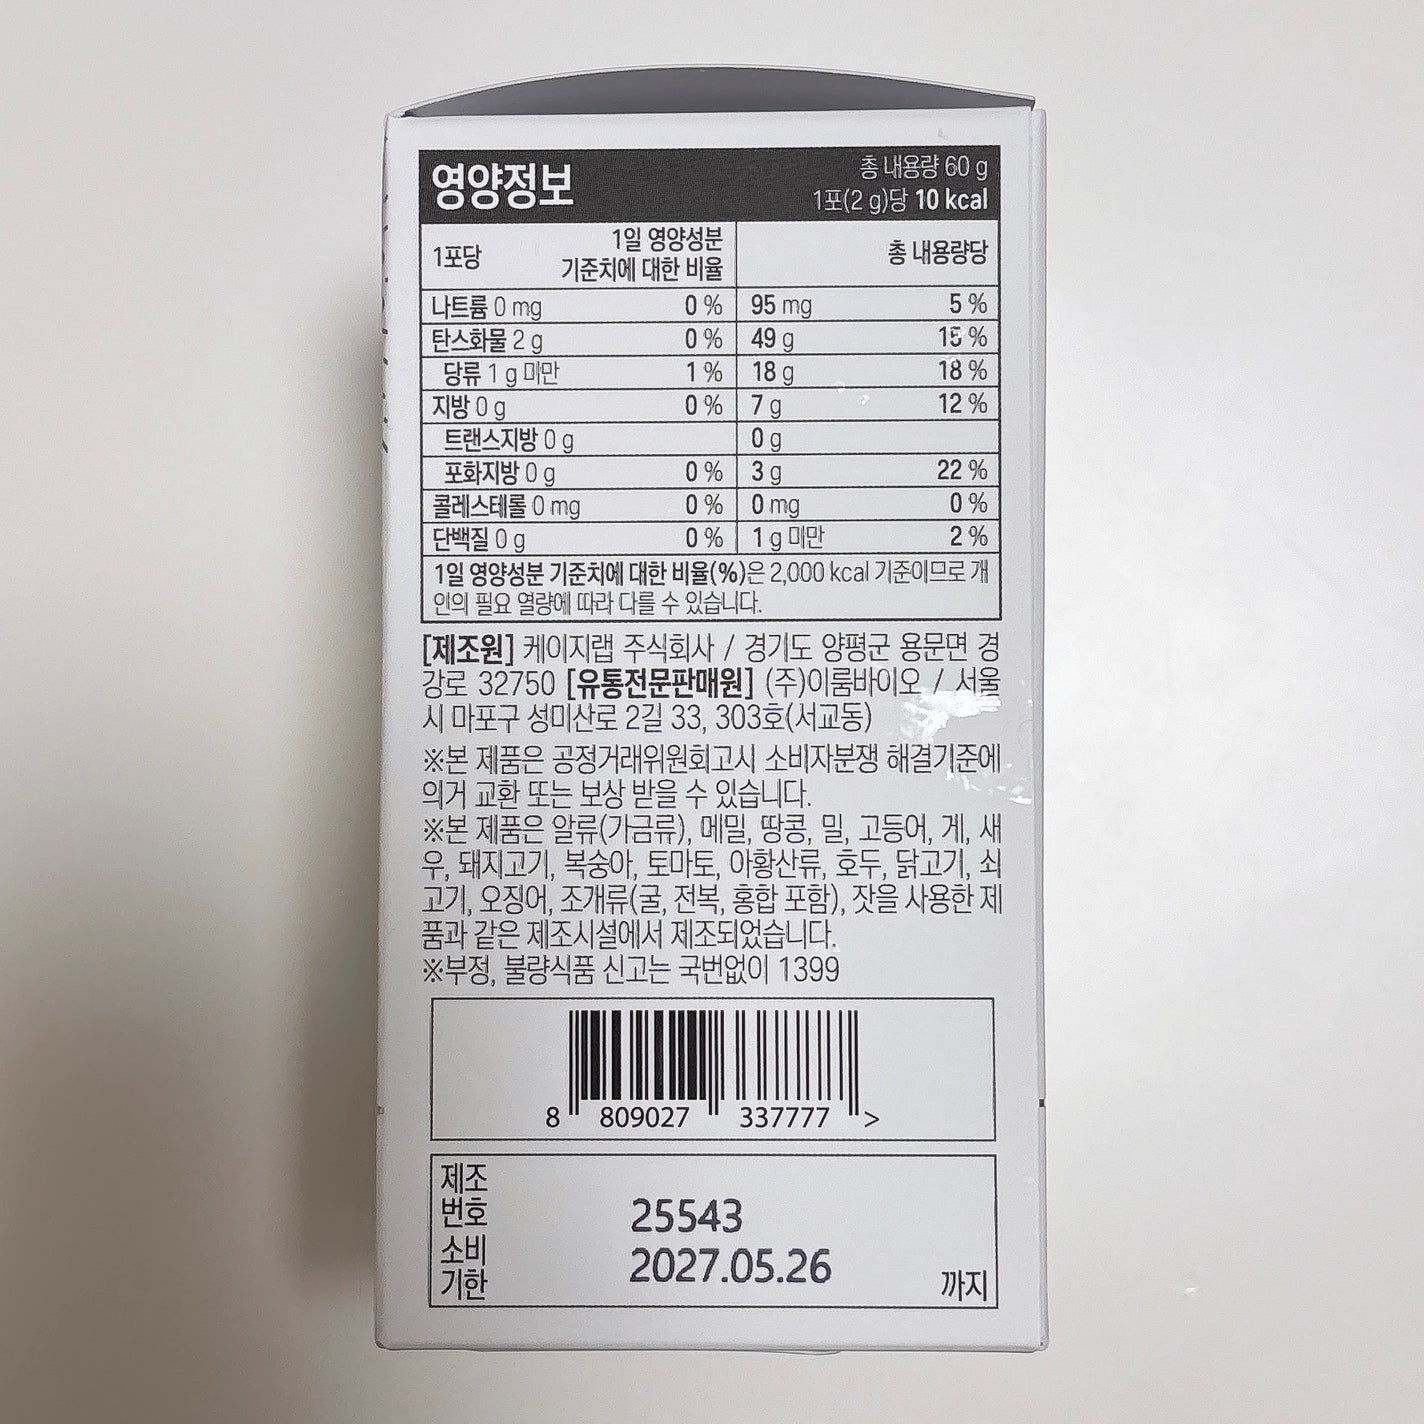 영양정보
총 내용량 60 g
1포(2 g)당 10 kcal
1포당 1일 영양성분 기준치에 대한 비율 총 내용량당
나트륨 0 mg 0 % 95 mg 5 %
탄수화물 2 g 0 % 49 g 15 %
당류 1 g 미만 1 % 18 g 18 %
지방 0 g 0 % 7 g 12 %
트랜스지방 0 g 0 g
포화지방 0 g 0 % 3 g 22 %
콜레스테롤 0 mg 0 % 0 mg 0 %
단백질 0 g 0 % 1 g 미만 2 %
1일 영양성분 기준치에 대한 비율(%)은 2,000 kcal 기준이므로 개
인의 필요 열량에 따라 다를 수 있습니다.
[제조원] 케이지랩 주식회사 / 경기도 양평군 용문면 경
강로 32750 [유통전문판매원] (주)이룸바이오 / 서울
시 마포구 성미산로 2길 33, 303호(서교동)
※본 제품은 공정거래위원회고시 소비자분쟁 해결기준에
의거 교환 또는 보상 받을 수 있습니다.
※본 제품은 알류(가금류), 메밀, 땅콩, 밀, 고등어, 게, 새
우, 돼지고기, 복숭아, 토마토, 아황산류, 호두, 닭고기, 쇠
고기, 오징어, 조개류(굴, 전복, 홍합 포함), 잣을 사용한 제
품과 같은 제조시설에서 제조되었습니다.
※부정, 불량식품 신고는 국번없이 1399
8 809027 337777 >
제조
번호 25543
소비
기한 2027.05.26 까지